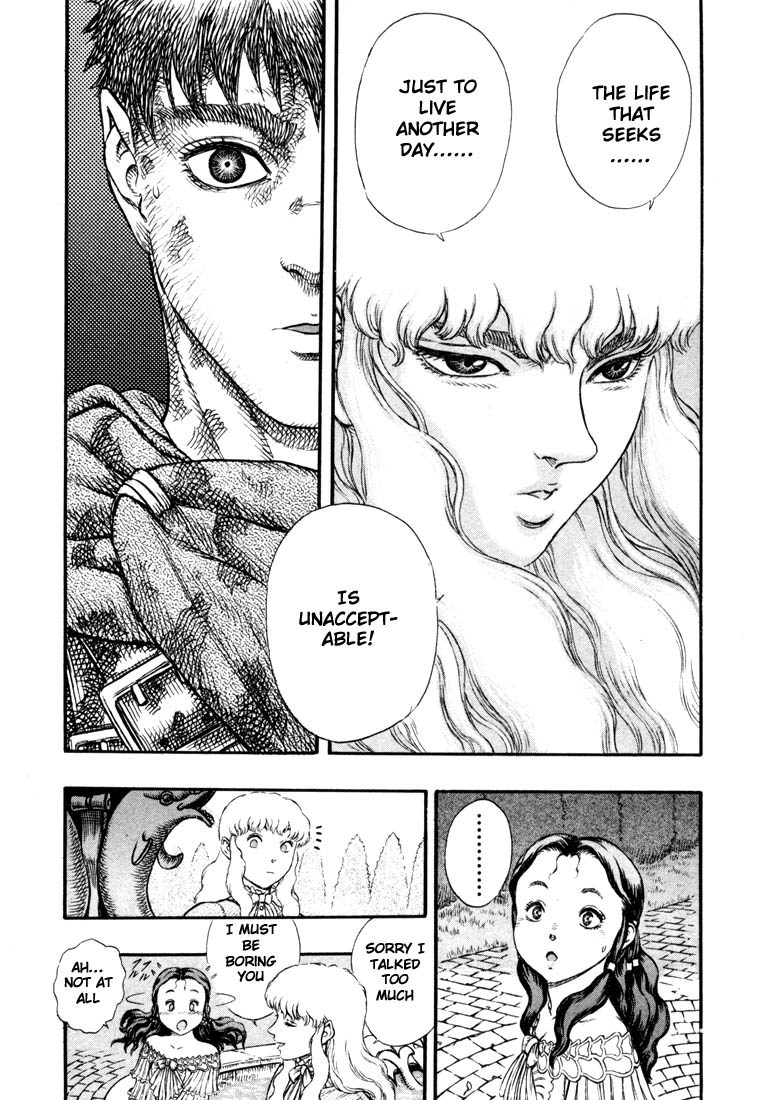 THE LIFE
THAT
SEEKS
......
JUST TO
LIVE
ANOTHER
DAY......
IS
UNACCEPT-
ABLE!
........
SORRY I
TALKED
TOO
MUCH
I MUST
BE
BORING
YOU
AH...
NOT AT
ALL